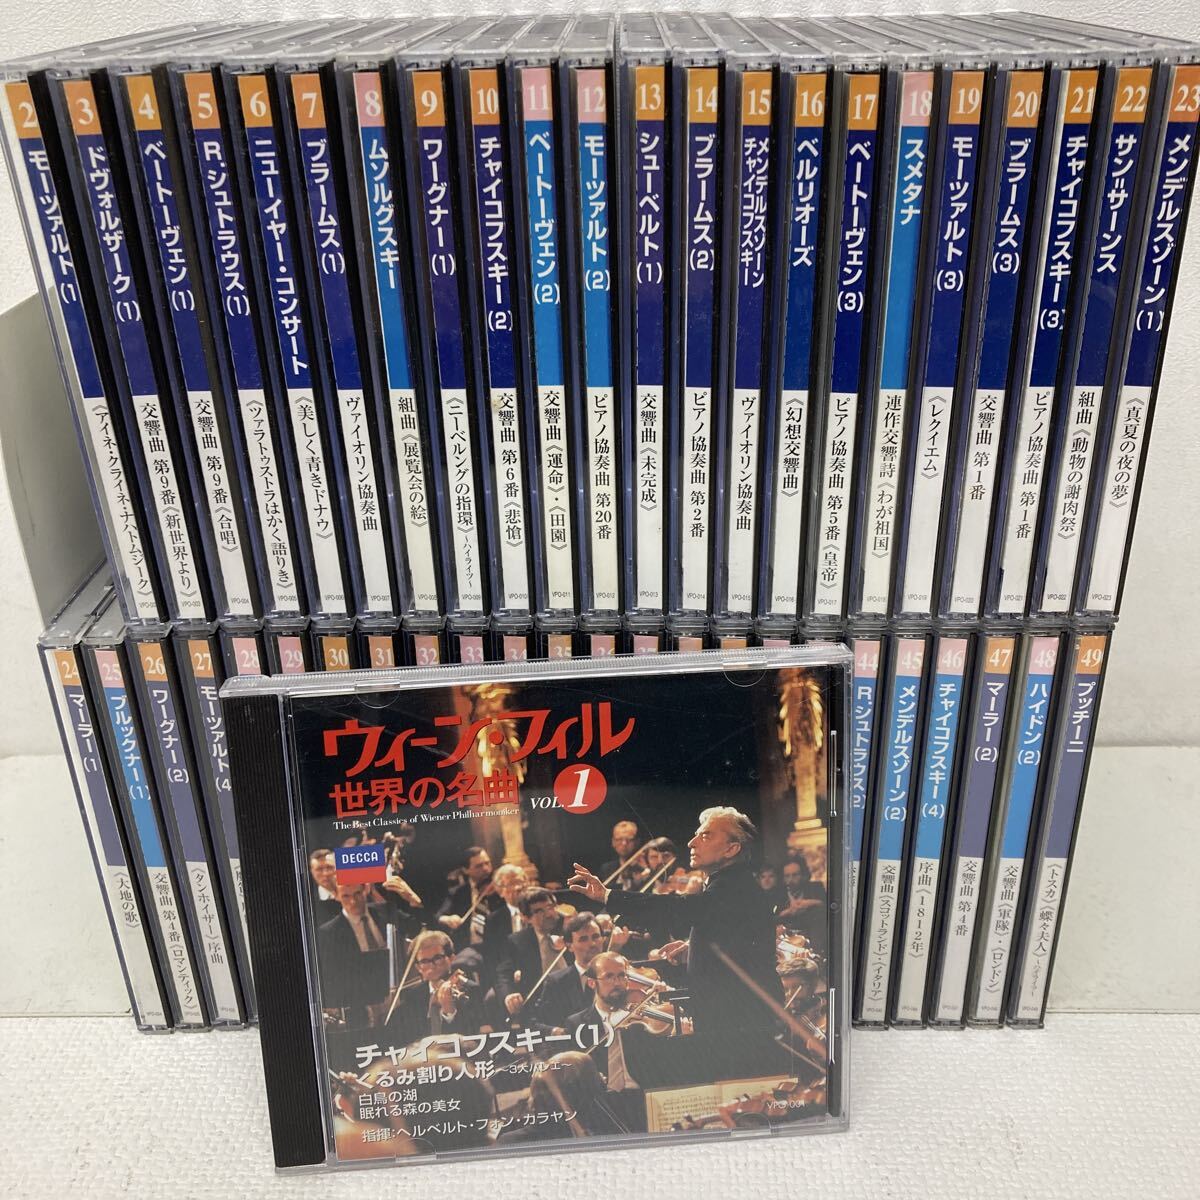 2
モーツァルト(1
《アイネ・クライネ・ナハトムジーク》
3
ドヴォルザーク(1)
交響曲 第9番《新世界より》
4
ベートーヴェン(1)
交響曲 第9番《合唱》
5
R.シュトラウス(1)
《ツァラトゥストラはかく語りき》
6
ニューイヤー・コンサート
《美しく青きドナウ》
7
ブラームス(1)
ヴァイオリン協奏曲
8
ムソルグスキー
組曲《展覧会の絵》
9
ワーグナー(1)
《ニーベルングの指環》~ハイライツ~
10
チャイコフスキー(2)
交響曲 第6番《悲愴》
11
ベートーヴェン(2)
交響曲《運命》・《田園》
12
モーツァルト(2)
ピアノ協奏曲 第20番
13
シューベルト(1)
交響曲《未完成》
14
ブラームス(2)
ピアノ協奏曲 第2番
15
メンデルスゾーン
チャイコフスキー
ヴァイオリン協奏曲
16
ベルリオーズ
《幻想交響曲》
17
ベートーヴェン(3)
ピアノ協奏曲 第5番《皇帝》
18
スメタナ
連作交響詩《わが祖国》
19
モーツァルト(3)
《レクイエム》
20
ブラームス(3)
交響曲 第1番
21
チャイコフスキー(3)
ピアノ協奏曲 第1番
22
サン=サーンス
組曲《動物の謝肉祭》
23
メンデルスゾーン(1)
《真夏の夜の夢》
24
マーラー(1
《大地の歌》
25
ブルックナー(1)
交響曲 第4番《ロマンティック》
26
ワーグナー(2)
《タンホイザー》序曲
27
モーツァルト(4
28
29
30
31
32
33
34
35
36
37
44
R.シュトラウス(2)
45
メンデルスゾーン(2)
交響曲《スコットランド》・《イタリア》
46
チャイコフスキー(4)
序曲《1812年》
47
マーラー(2)
交響曲 第4番
48
ハイドン(2)
交響曲《軍隊》・《ロンドン》
49
プッチーニ
《トスカ》《蝶々夫人》~ハイライツ~
ウィーン・フィル
世界の名曲 VOL.1
The Best Classics of Wiener Philharmoniker
DECCA
チャイコフスキー(1)
くるみ割り人形 ~3大バレエ~
白鳥の湖
眠れる森の美女
指揮:ヘルベルト・フォン・カラヤン
VPO-001